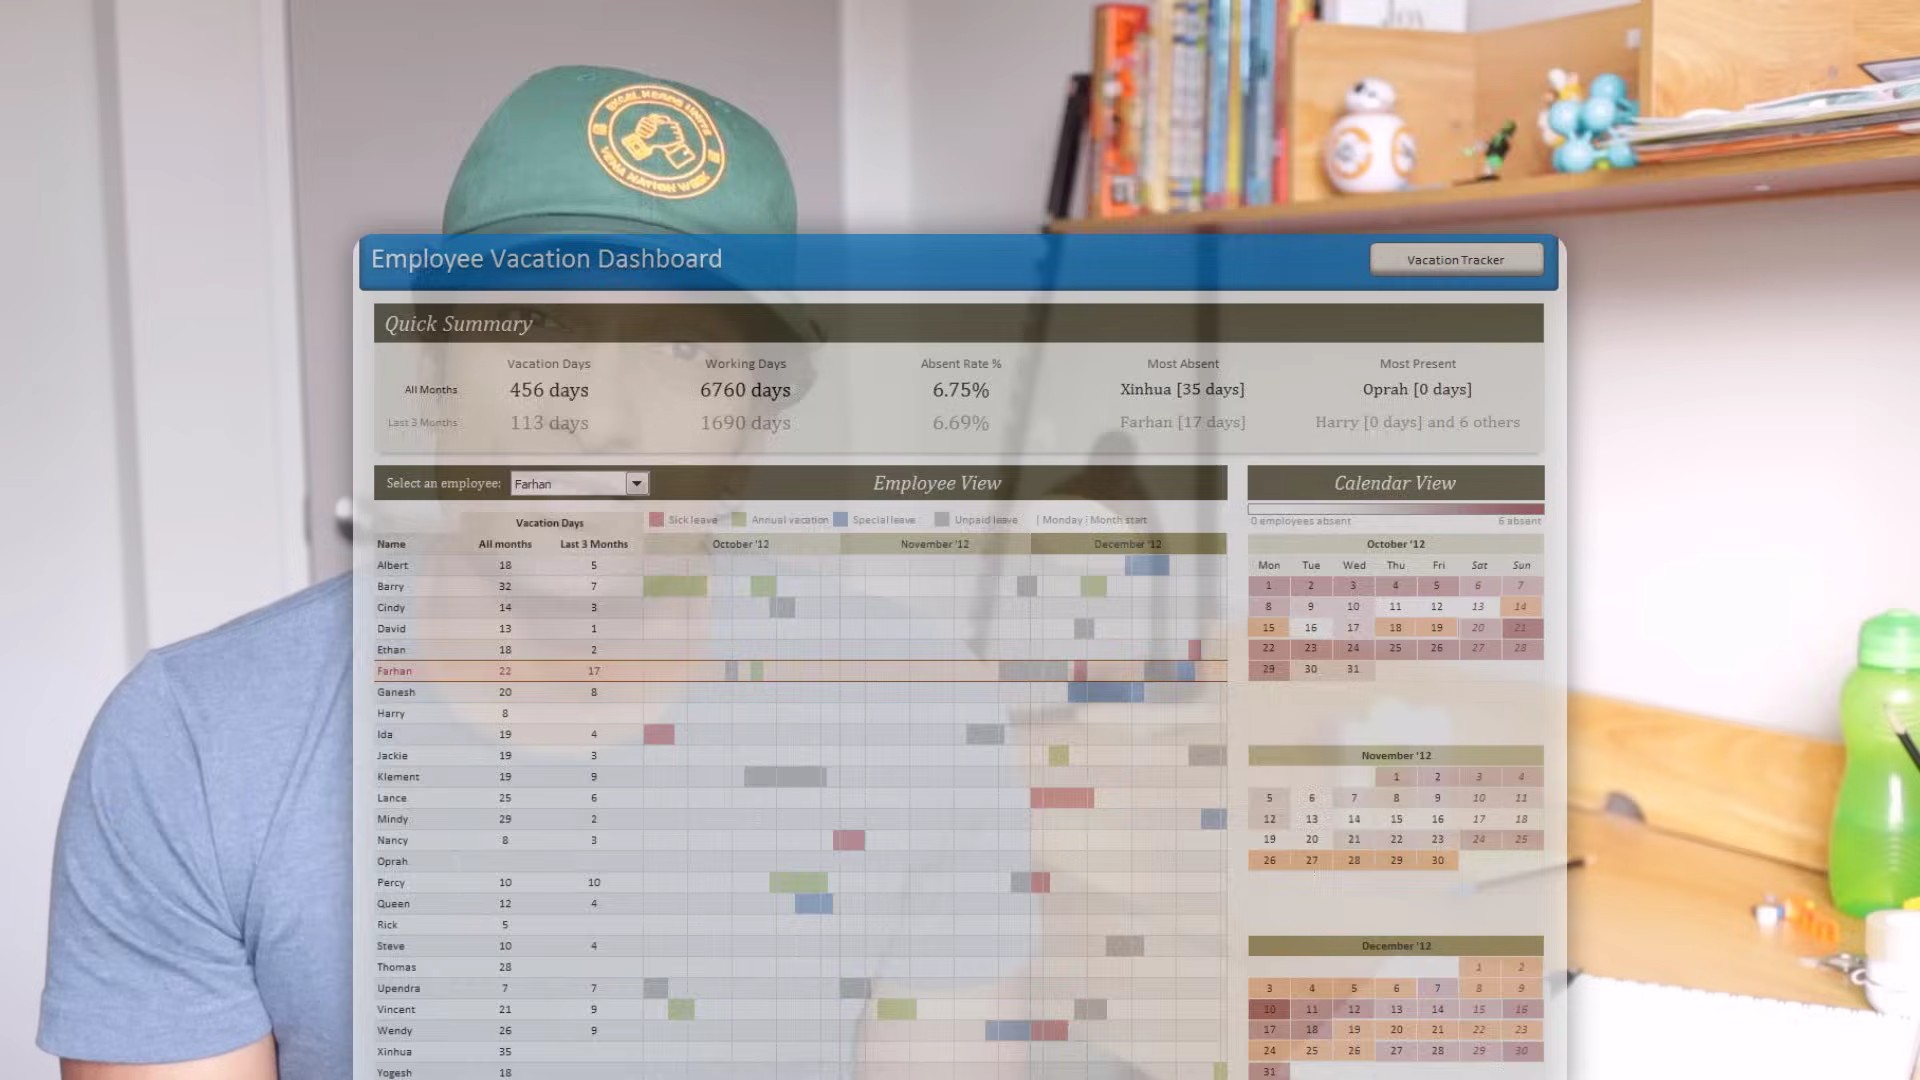 JOY
EXCEL NERDS UNITE
VENA NATION WEEK
Employee Vacation Dashboard
Vacation Tracker
Quick Summary
Vacation Days Working Days Absent Rate % Most Absent Most Present
All Months 456 days 6760 days 6.75% Xinhua [35 days] Oprah [0 days]
Last 3 Months 113 days 1690 days 6.69% Farhan [17 days] Harry [0 days] and 6 others
Select an employee: Farhan Employee View
Calendar View
Vacation Days Sick leave Annual vacation Special leave Unpaid leave | Monday Month start
Name All months Last 3 Months October '12 November '12 December '12
Albert 18 5
Barry 32 7
Cindy 14 3
David 13 1
Ethan 18 2
Farhan 22 17
Ganesh 20 8
Harry 8
Ida 19 4
Jackie 19 3
Klement 19 9
Lance 25 6
Mindy 29 2
Nancy 8 3
Oprah
Percy 10 10
Queen 12 4
Rick 5
Steve 10 4
Thomas 28
Upendra 7 7
Vincent 21 9
Wendy 26 9
Xinhua 35
Yogesh 18
0 employees absent 6 absent
October '12
Mon Tue Wed Thu Fri Sat Sun
1 2 3 4 5 6 7
8 9 10 11 12 13 14
15 16 17 18 19 20 21
22 23 24 25 26 27 28
29 30 31
November '12
1 2 3 4
5 6 7 8 9 10 11
12 13 14 15 16 17 18
19 20 21 22 23 24 25
26 27 28 29 30
December '12
1 2
3 4 5 6 7 8 9
10 11 12 13 14 15 16
17 18 19 20 21 22 23
24 25 26 27 28 29 30
31